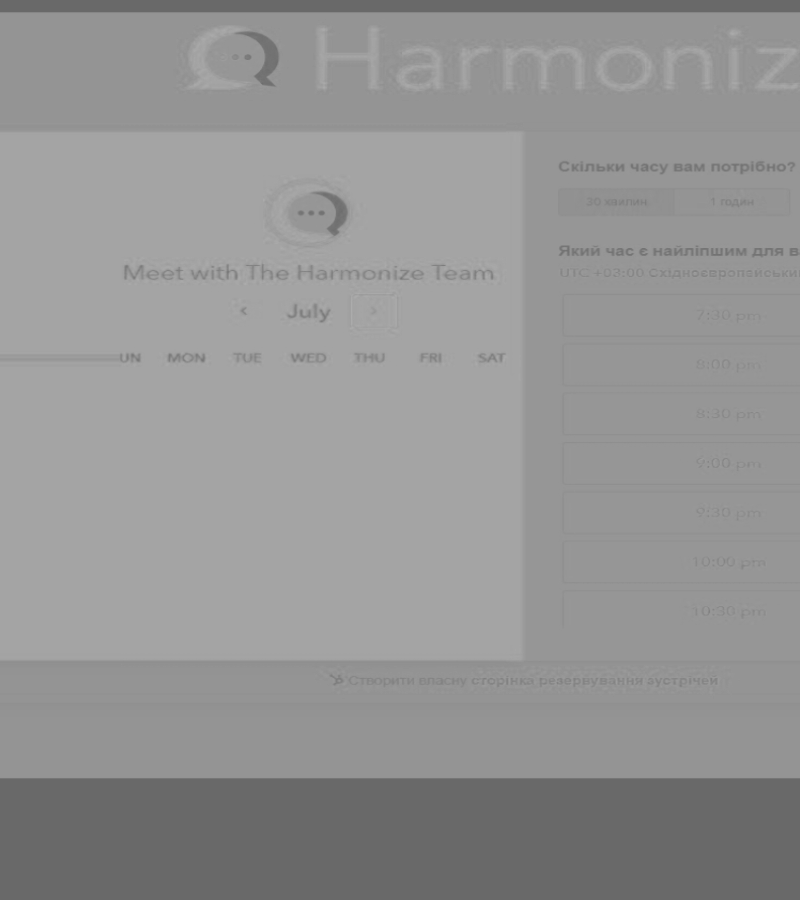 Harmoniz
Meet with The Harmonize Team
July
UN MON TUE WED THU FRI SAT
Скільки часу вам потрібно?
30 хвилин 1 годин
Який час є найліпшим для в
UTC +03:00 Східноєвропейськи
7:30 pm
8:00 pm
8:30 pm
9:00 pm
9:30 pm
10:00 pm
10:30 pm
Створити власну сторінка резервування зустрічей